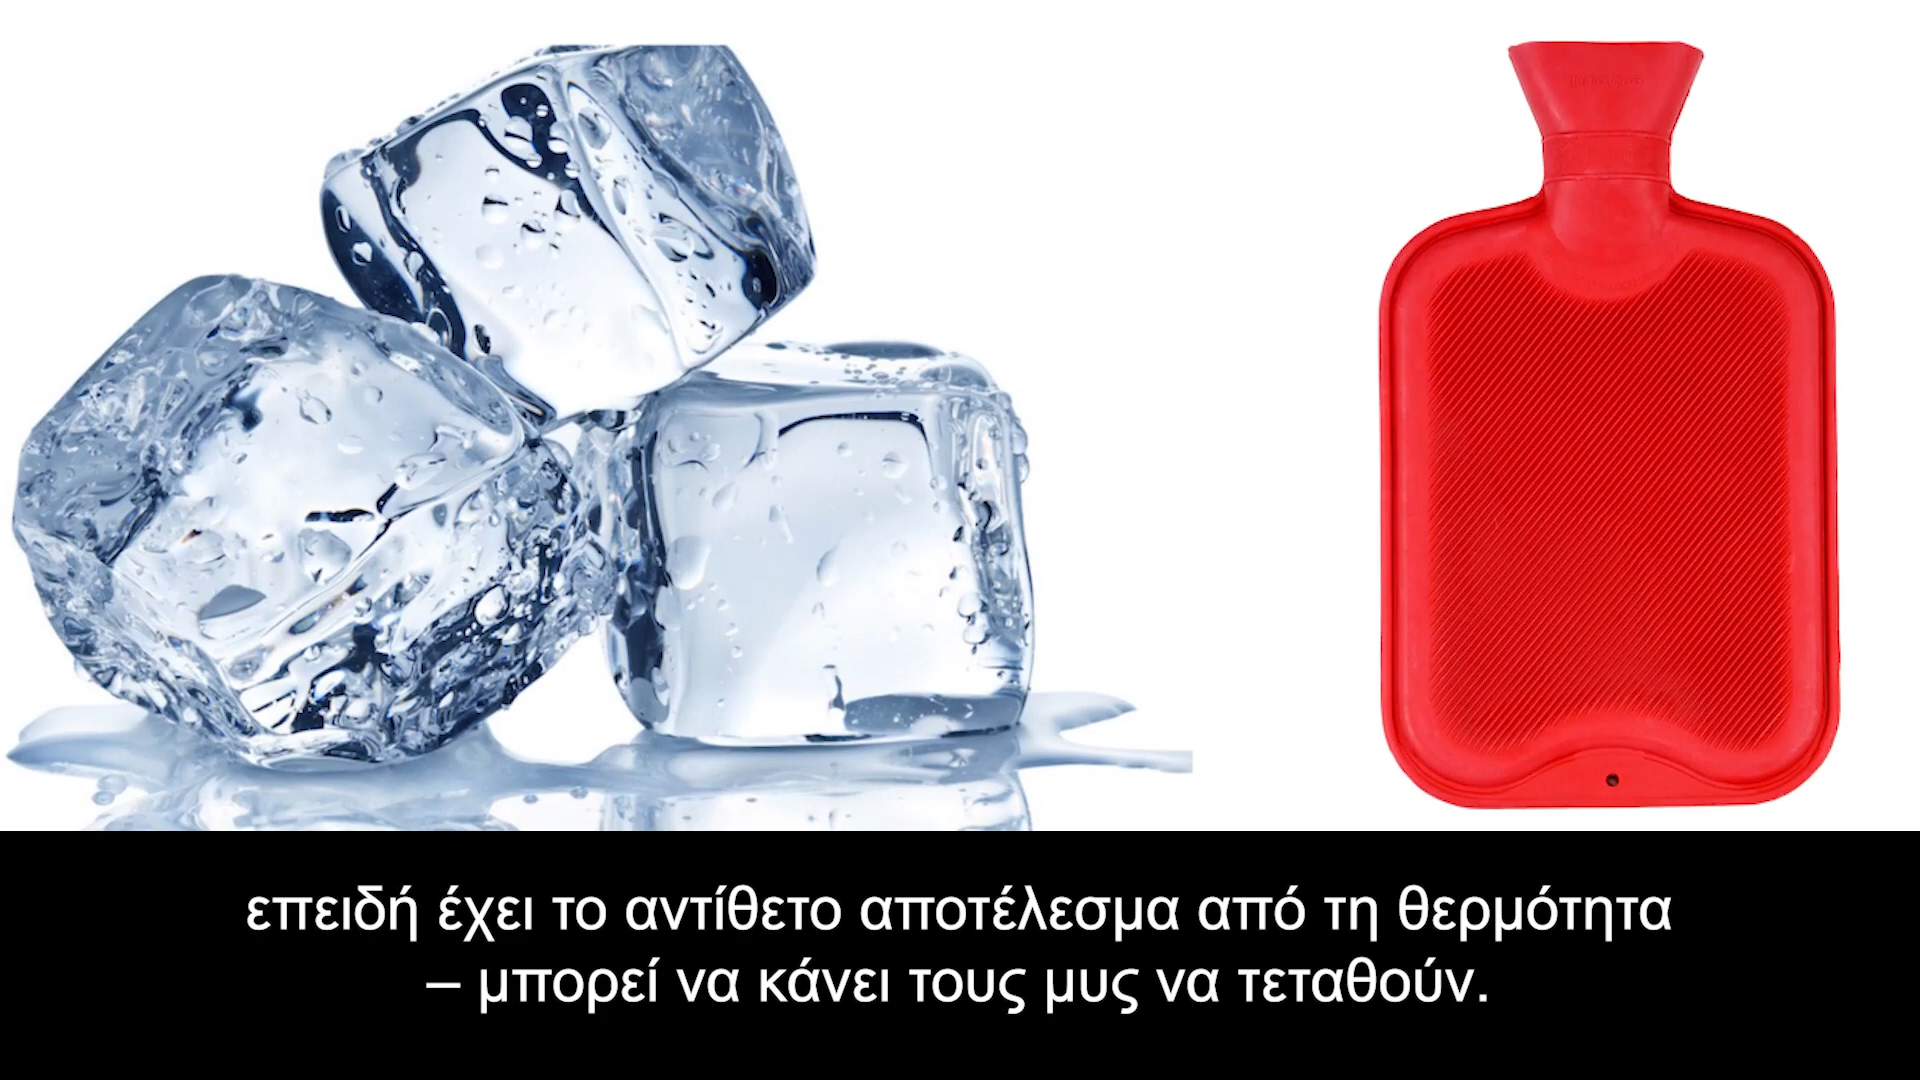 επειδή έχει το αντίθετο αποτέλεσμα από τη θερμότητα
– μπορεί να κάνει τους μυς να τεταθούν.